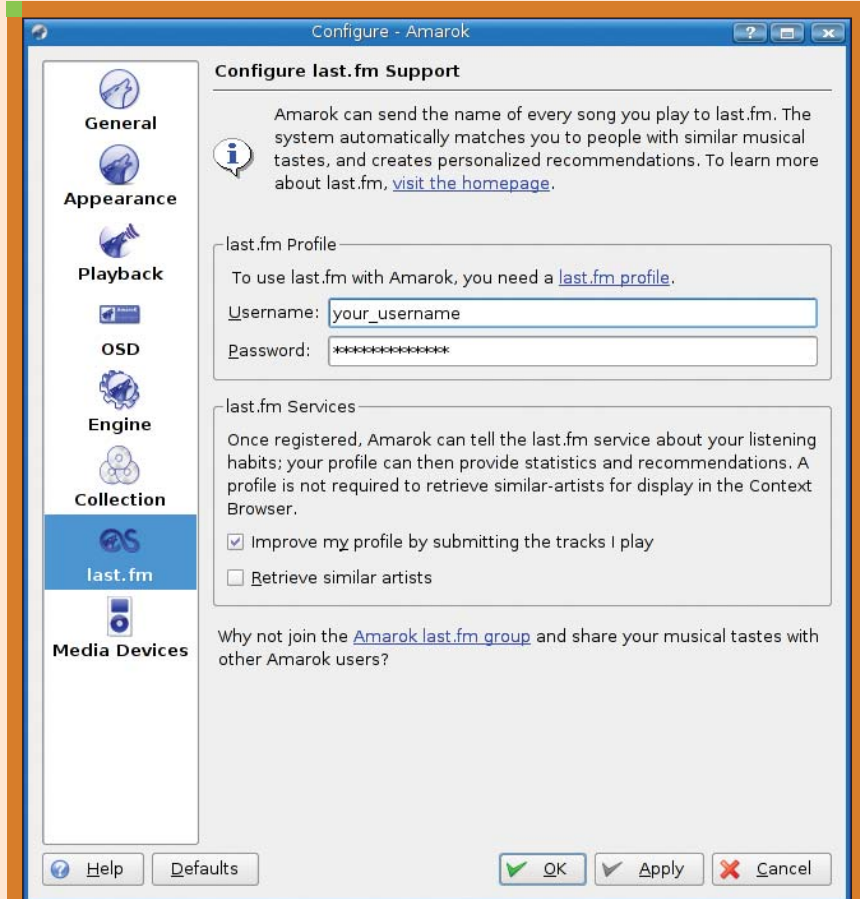 Configure - Amarok
General
Appearance
Playback
OSD
Engine
Collection
last.fm
Media Devices
Configure last.fm Support
Amarok can send the name of every song you play to last.fm. The
system automatically matches you to people with similar musical
tastes, and creates personalized recommendations. To learn more
about last.fm, visit the homepage.
last.fm Profile
To use last.fm with Amarok, you need a last.fm profile.
Username: your_username
Password: *************
last.fm Services
Once registered, Amarok can tell the last.fm service about your listening
habits; your profile can then provide statistics and recommendations. A
profile is not required to retrieve similar-artists for display in the Context
Browser.
Improve my profile by submitting the tracks I play
Retrieve similar artists
Why not join the Amarok last.fm group and share your musical tastes with
other Amarok users?
Help Defaults OK Apply Cancel